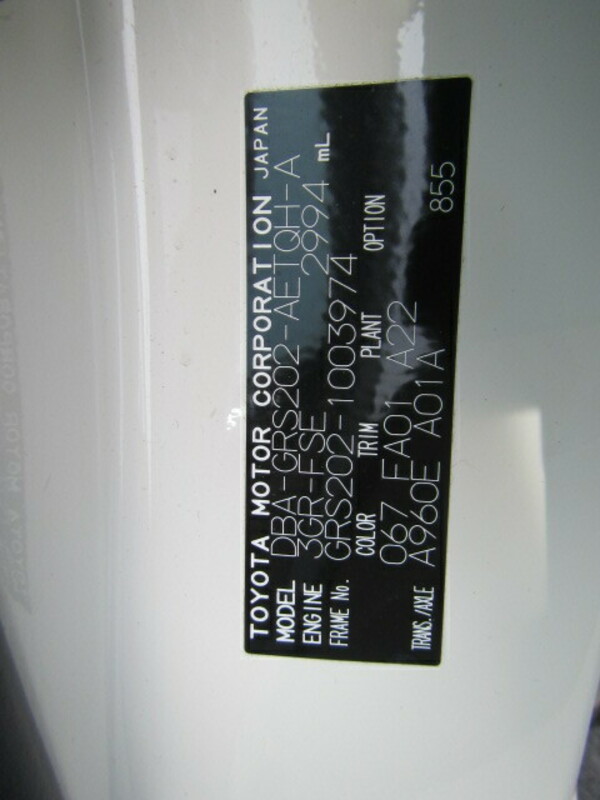 TOYOTA MOTOR CORPORATION JAPAN
MODEL DBA-GRS202-AETQH-A
ENGINE 3GR-FSE 2994 mL
FRAME No. GRS202-1003974
COLOR TRIM PLANT OPTION
067 FA01 A22
TRANS./AXLE A960E A01A 855